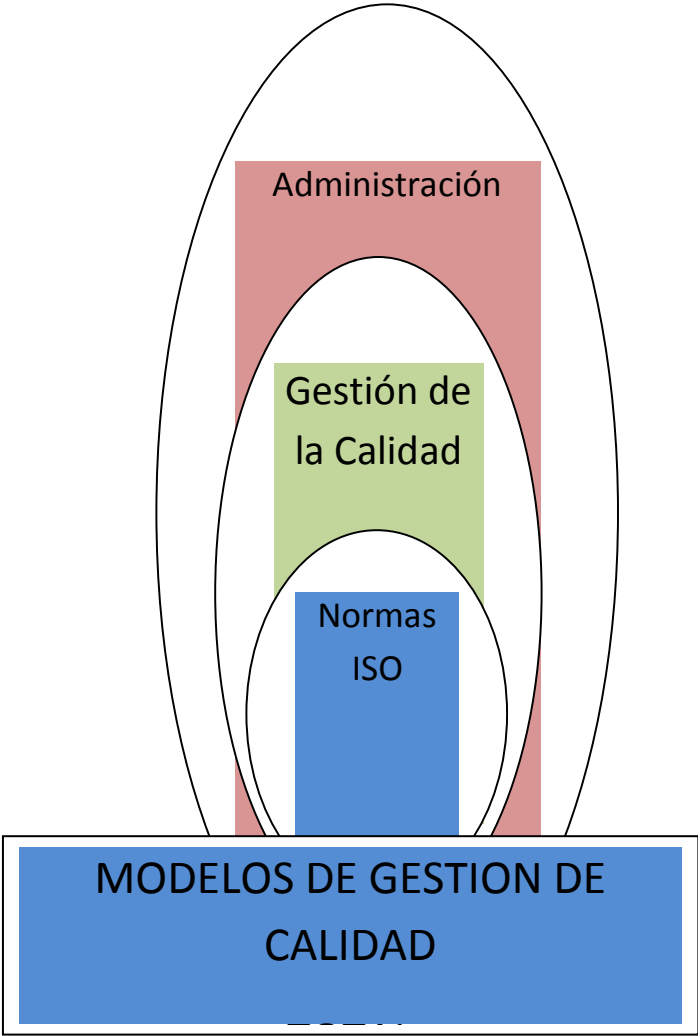 Administración
Gestión de
la Calidad
Normas
ISO
MODELOS DE GESTION DE
CALIDAD